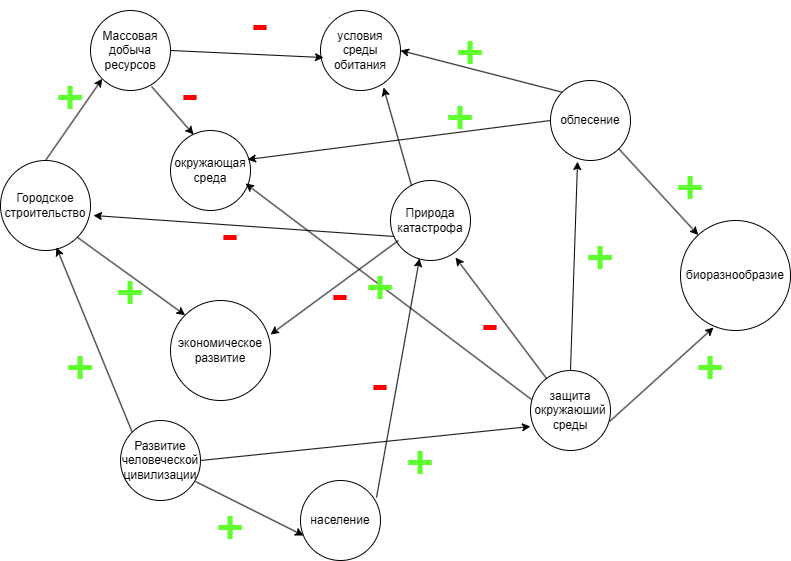 Массовая
добыча
ресурсов
-
условия
среды
обитания
+
+
-
+
облесение
окружающая
среда
+
Городское
строительство
Природа
катастрофа
-
+
биоразнообразие
+
+
+
-
-
экономическое
развитие
+
-
+
защита
окружаюший
среды
Развитие
человеческой
цивилизации
+
+
население